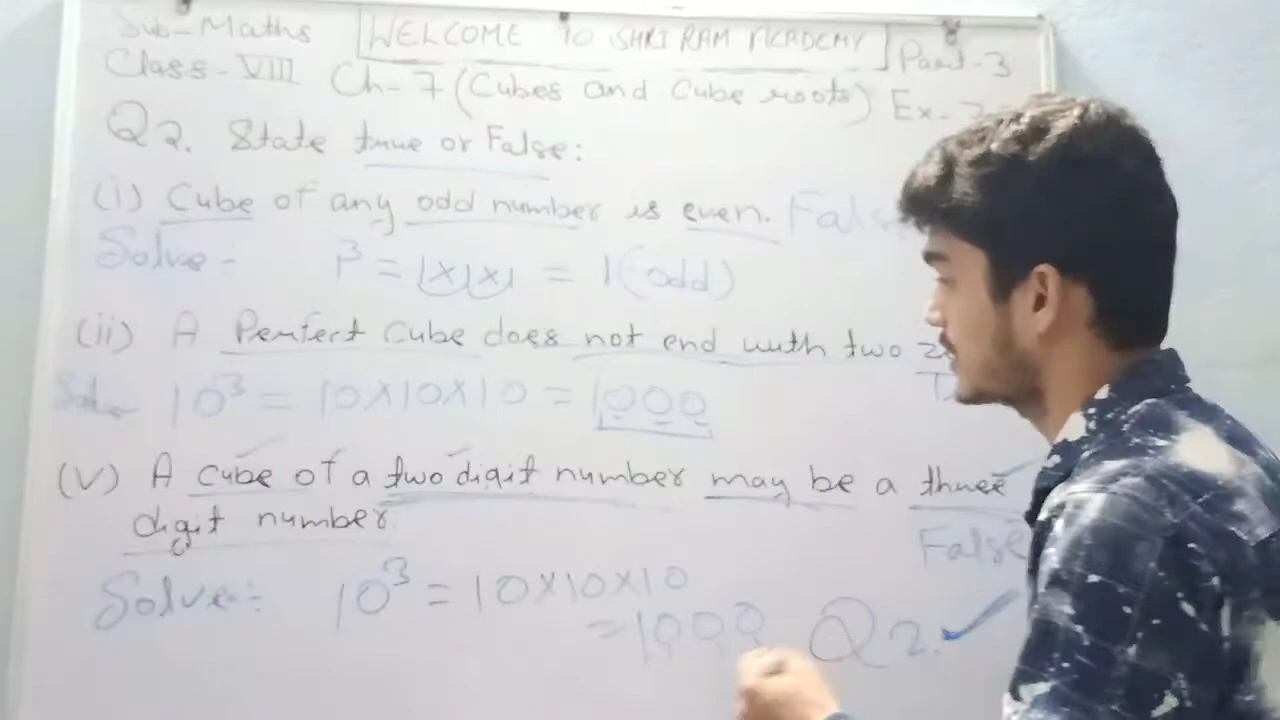 Sub-Maths WELCOME TO SHRI RAM ACADEMY Part-3
Class-VIII Ch-7 (Cubes and Cube roots) Ex-
Q2. State true or False:
(i) Cube of any odd number is even. False
Solve- 1³ = 1x1x1 = 1(odd)
(ii) A Perfect Cube does not end with two
10³ = 10x10x10 = 1000
(V) A cube of a two digit number may be a three
digit number
False
Solve:- 10³ = 10x10x10
=1000 Q2.✓